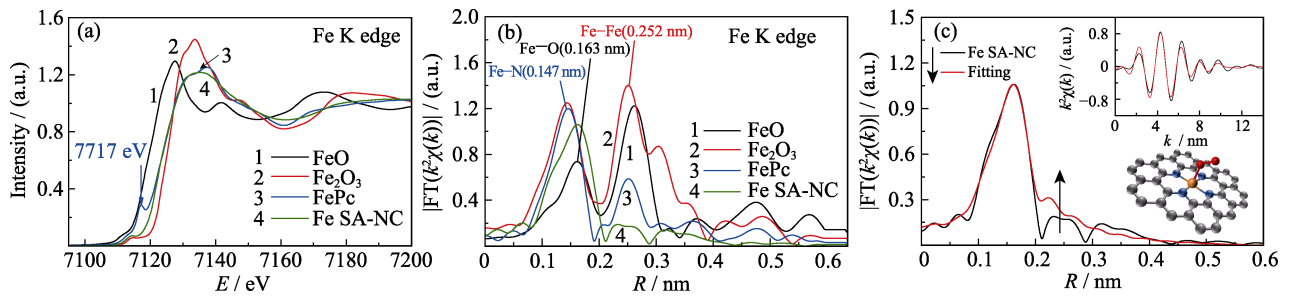 (a)
Fe K edge
Intensity / (a.u.)
1.6
1.2
0.8
0.4
1
2
3
4
7717 eV
1 FeO
2 Fe₂O₃
3 FePc
4 Fe SA-NC
7100 7120 7140 7160 7180 7200
E / eV
(b)
Fe K edge
|FT(k²χ(k))| / (a.u.)
2.0
1.6
1.2
0.8
0.4
0
Fe−Fe(0.252 nm)
Fe−O(0.163 nm)
Fe−N(0.147 nm)
2
1
3
4
1 FeO
2 Fe₂O₃
3 FePc
4 Fe SA-NC
0 0.1 0.2 0.3 0.4 0.5 0.6
R / nm
(c)
|FT(k²χ(k))| / (a.u.)
1.5
1.2
0.9
0.6
0.3
Fe SA-NC
Fitting
k²χ(k) / (a.u.)
0.8
0
−0.8
0 4 8 12
k / nm
0 0.1 0.2 0.3 0.4 0.5 0.6
R / nm